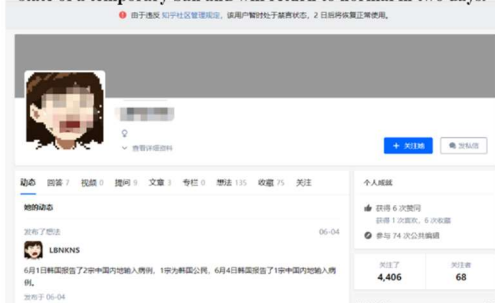 state of a temporary ban and will return to normal in two days.
由于违反 知乎社区管理规定，该用户暂时处于禁言状态，2 日后将恢复正常使用。
查看详细资料
+ 关注她
发私信
动态 回答 7 视频 0 提问 9 文章 3 专栏 0 想法 135 收藏 75 关注
她的动态
发布了想法 06-04
LBNKNS
6月1日韩国报告了2宗中国内地输入病例，1宗为韩国公民，6月4日韩国报告了1宗中国内地输入病
例。
发布于 06-04
个人成就
获得 6 次赞同
获得 1 次喜欢，6 次收藏
参与 74 次公共编辑
关注了 关注者
4,406 68